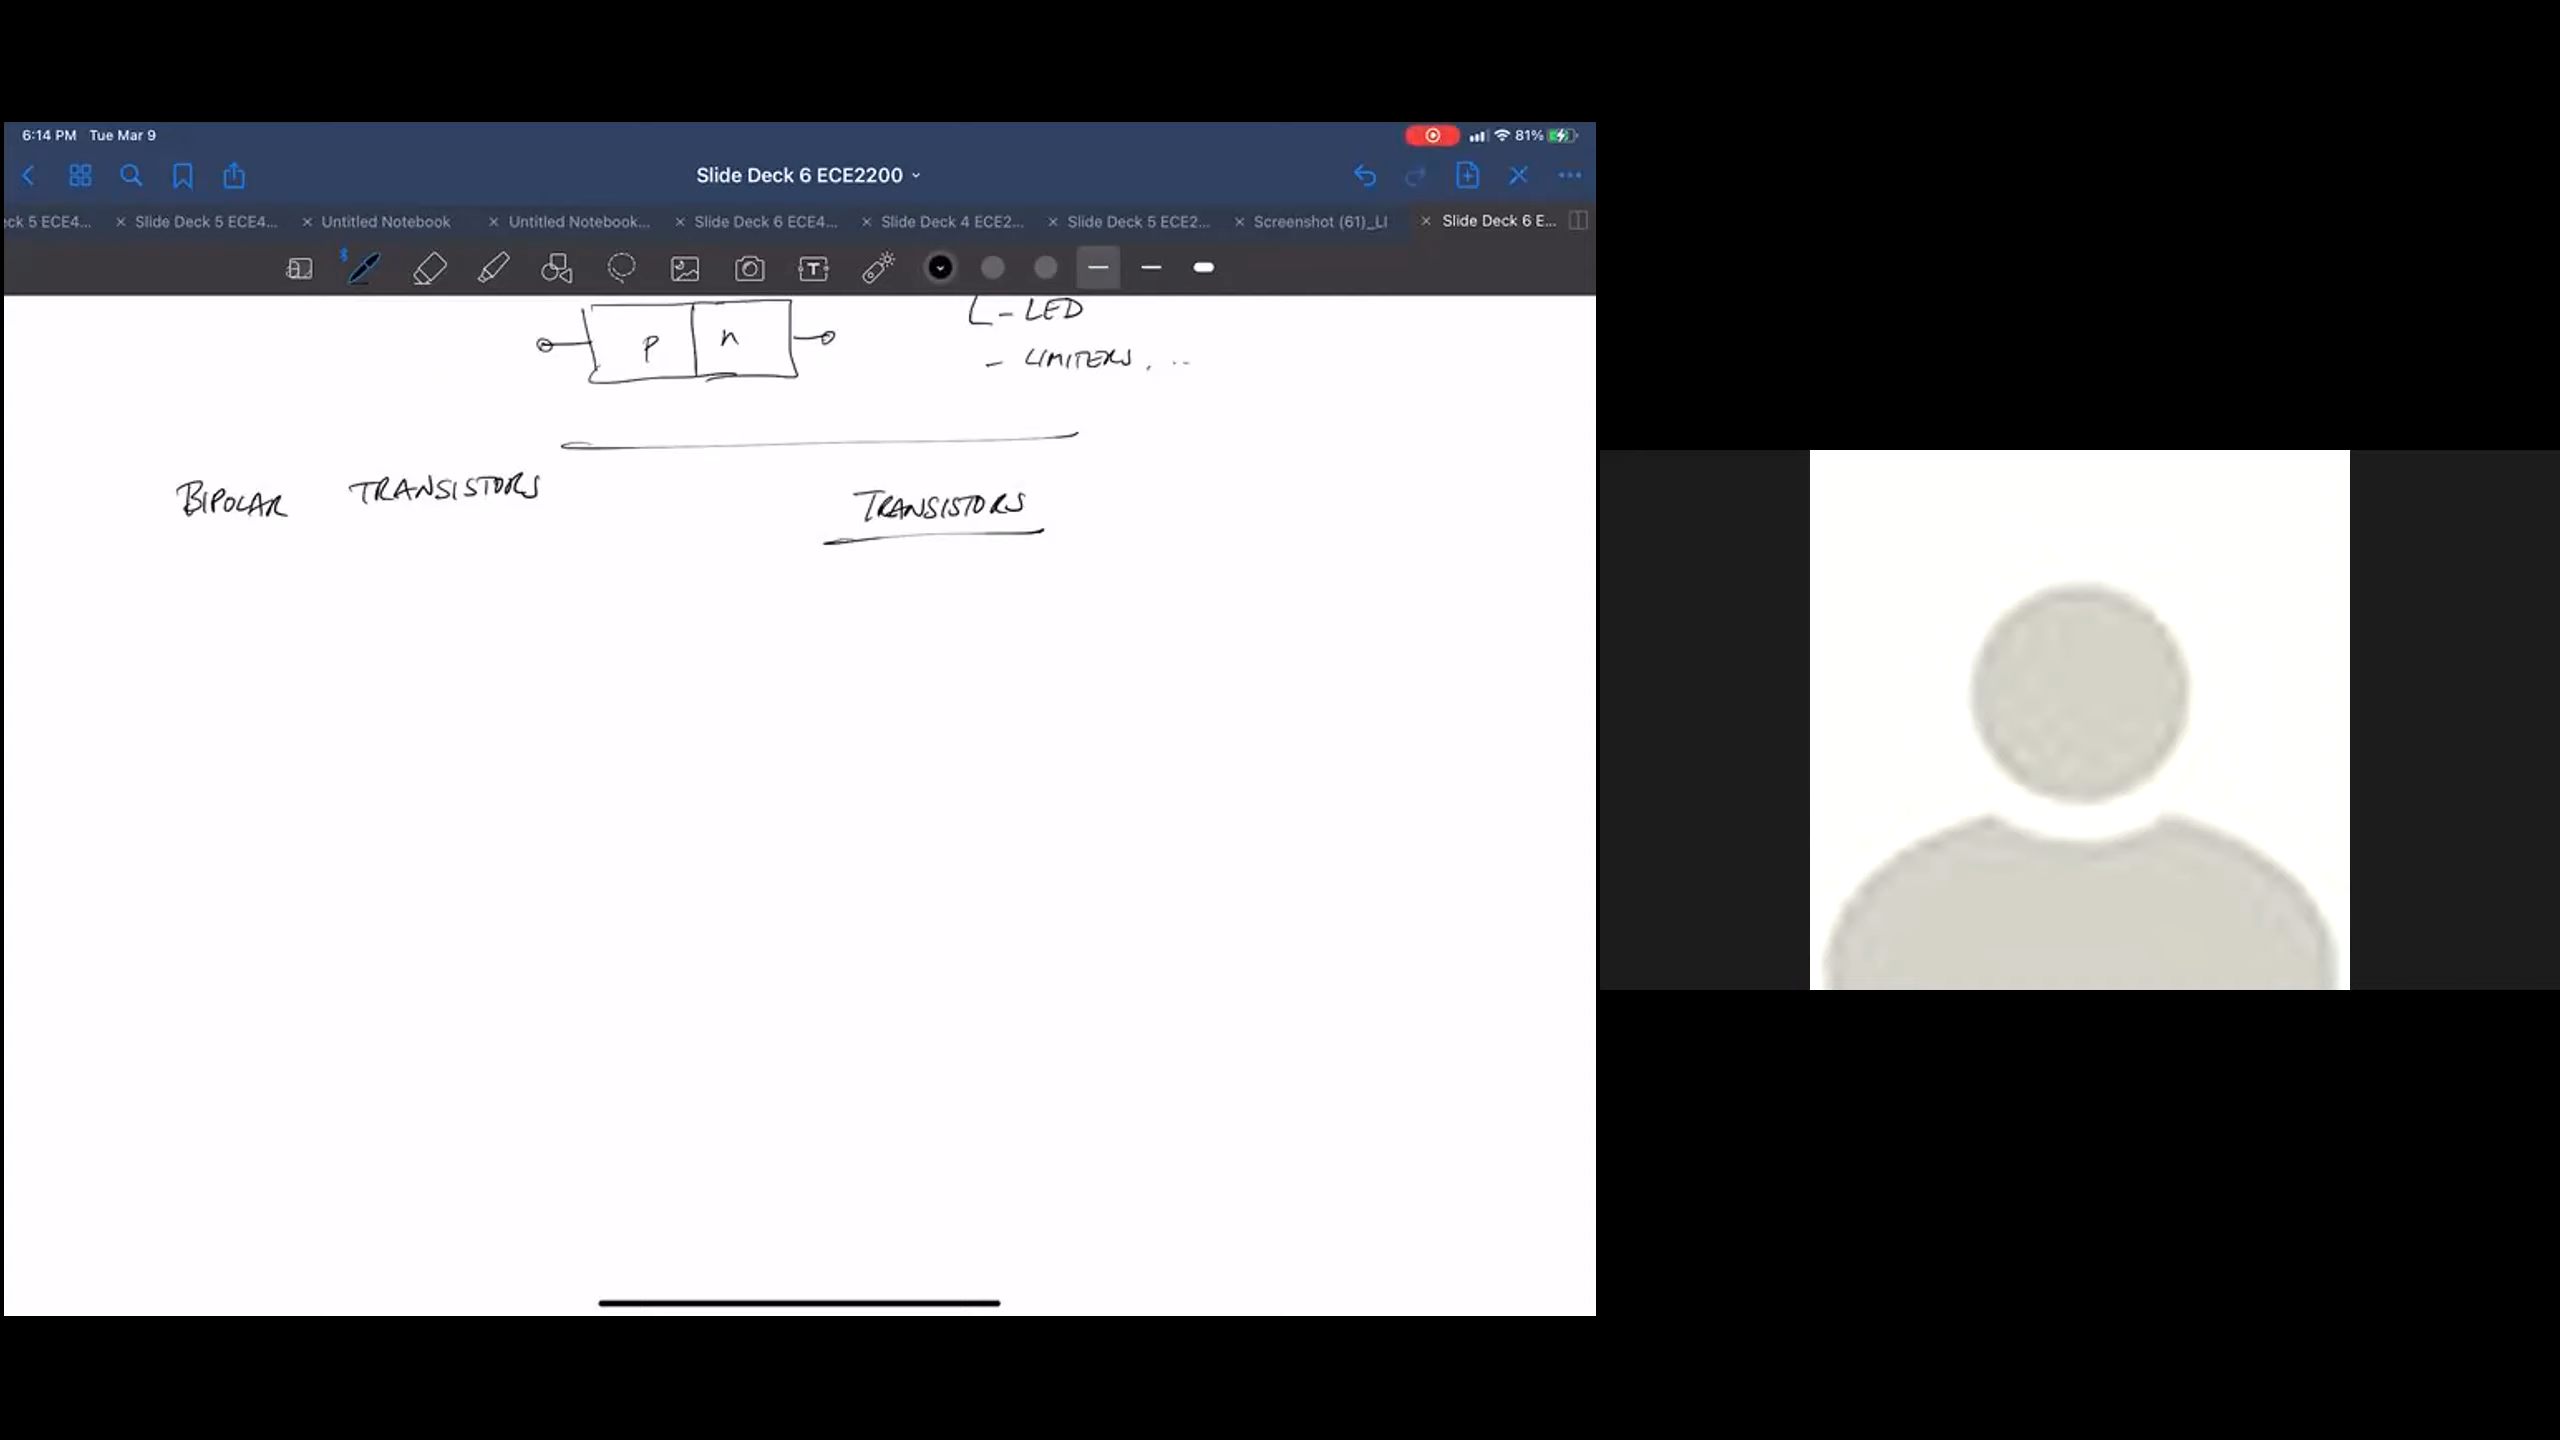 6:14 PM Tue Mar 9 81%
Slide Deck 6 ECE2200
ck 5 ECE4... Slide Deck 5 ECE4... Untitled Notebook Untitled Notebook... Slide Deck 6 ECE4... Slide Deck 4 ECE2... Slide Deck 5 ECE2... Screenshot (61)_LI Slide Deck 6 E...
T
p n - LED
- LIMITERS, ..
BIPOLAR TRANSISTORS
TRANSISTORS